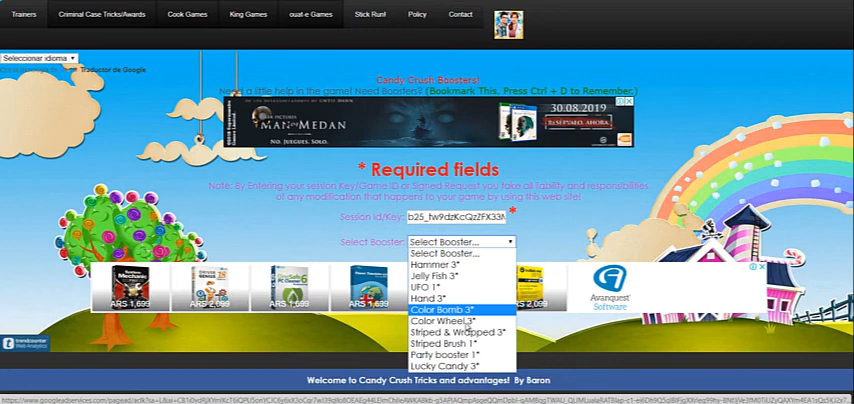 Trainers Criminal Case Tricks/Awards Cook Games King Games ouat-e Games Stick Run! Policy Contact
Seleccionar idioma
Traductor de Google
Candy Crush Boosters!
Need a little help in the game! Need Boosters? (Bookmark This. Press Ctrl + D to Remember.)
MAN OF MEDAN
NO. JUEGUES. SOLO.
30.08.2019
RESÉRVALO. AHORA.
* Required fields
Note: By Entering your session Key/Game ID or Signed Request you take all liability and responsibilities
of any modification that happens to your game by using this web site!
Session id/Key: *
Select Booster: Select Booster...
Select Booster...
Hammer 3*
Jelly Fish 3*
UFO 1*
Hand 3*
Color Bomb 3*
Color Wheel 3*
Striped & Wrapped 3*
Striped Brush 1*
Party booster 1*
Lucky Candy 3*
ARS 1,699 ARS 2,099 ARS 1,699 ARS 1,699 2,099
Avanquest
Software
trendcounter
Web Analytics
Welcome to Candy Crush Tricks and advantages! By Baron